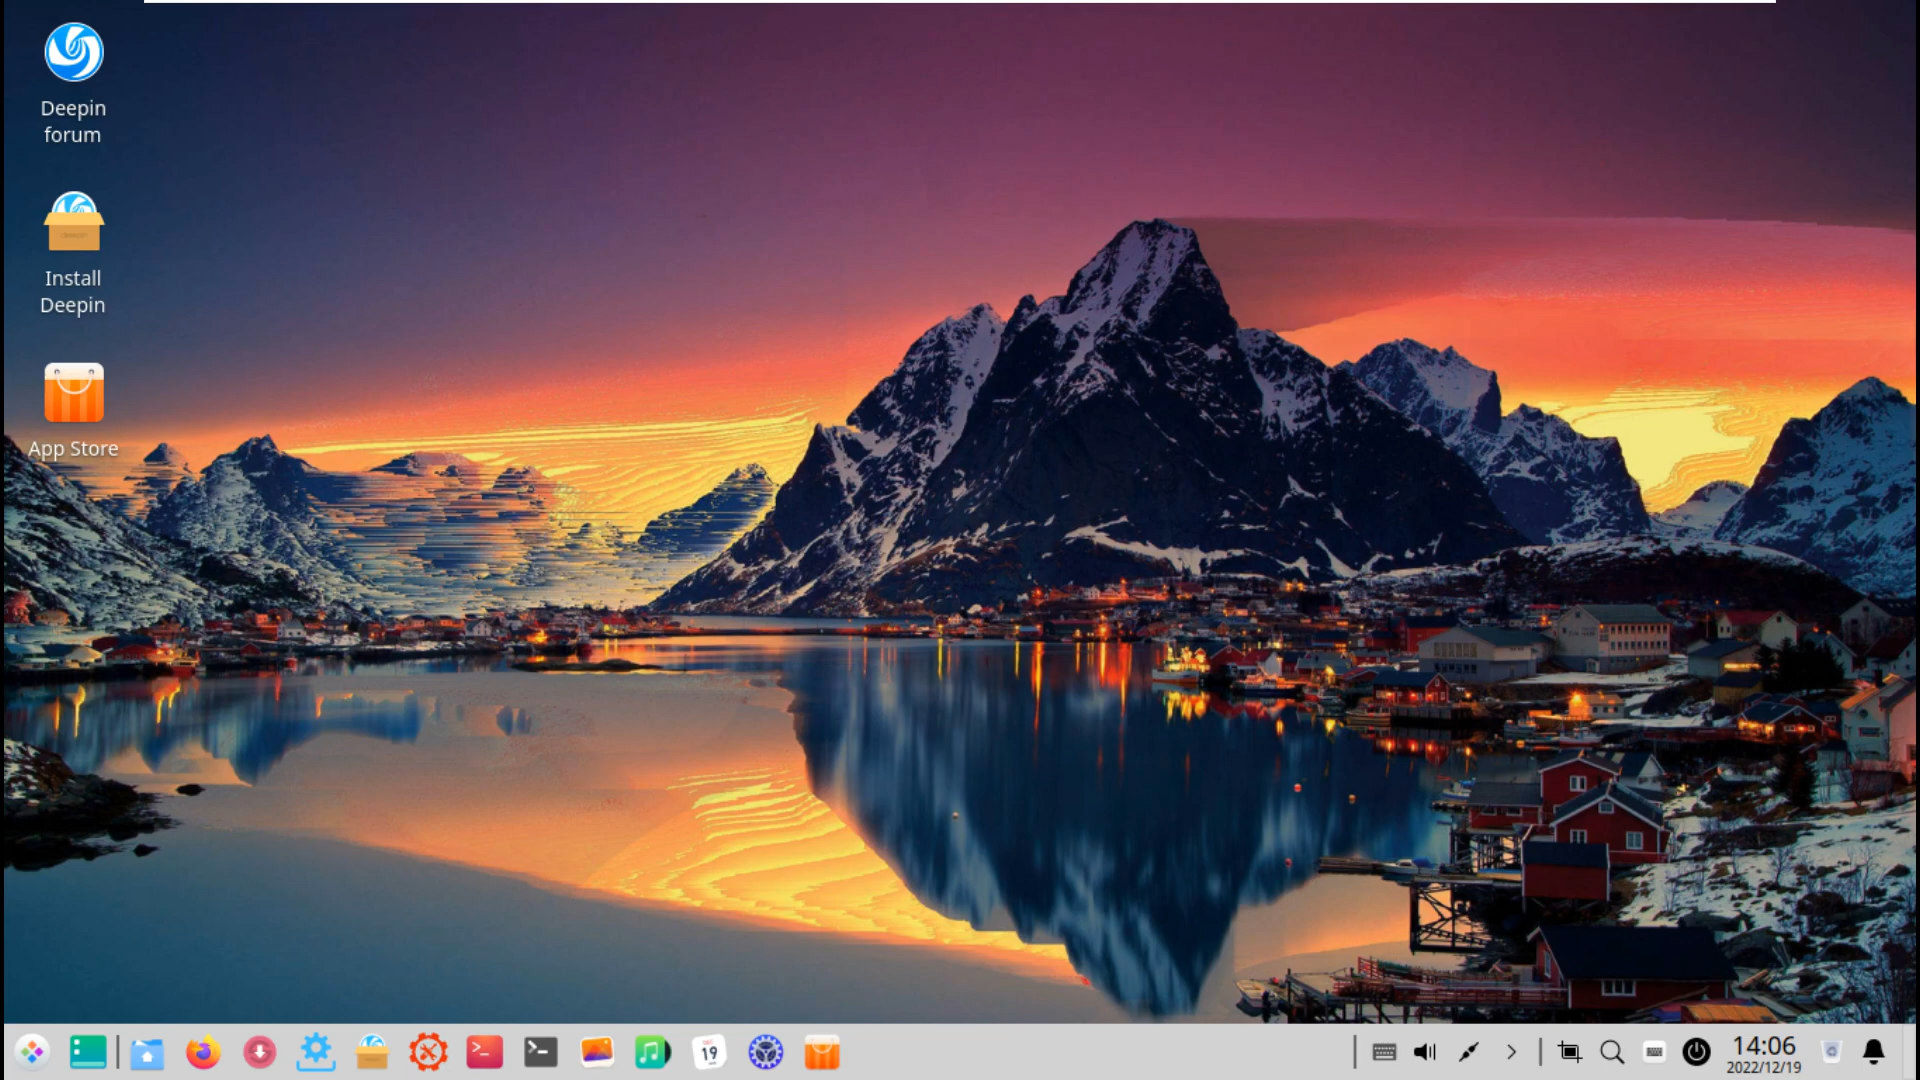 Deepin
forum
Install
Deepin
App Store
19
14:06
2022/12/19